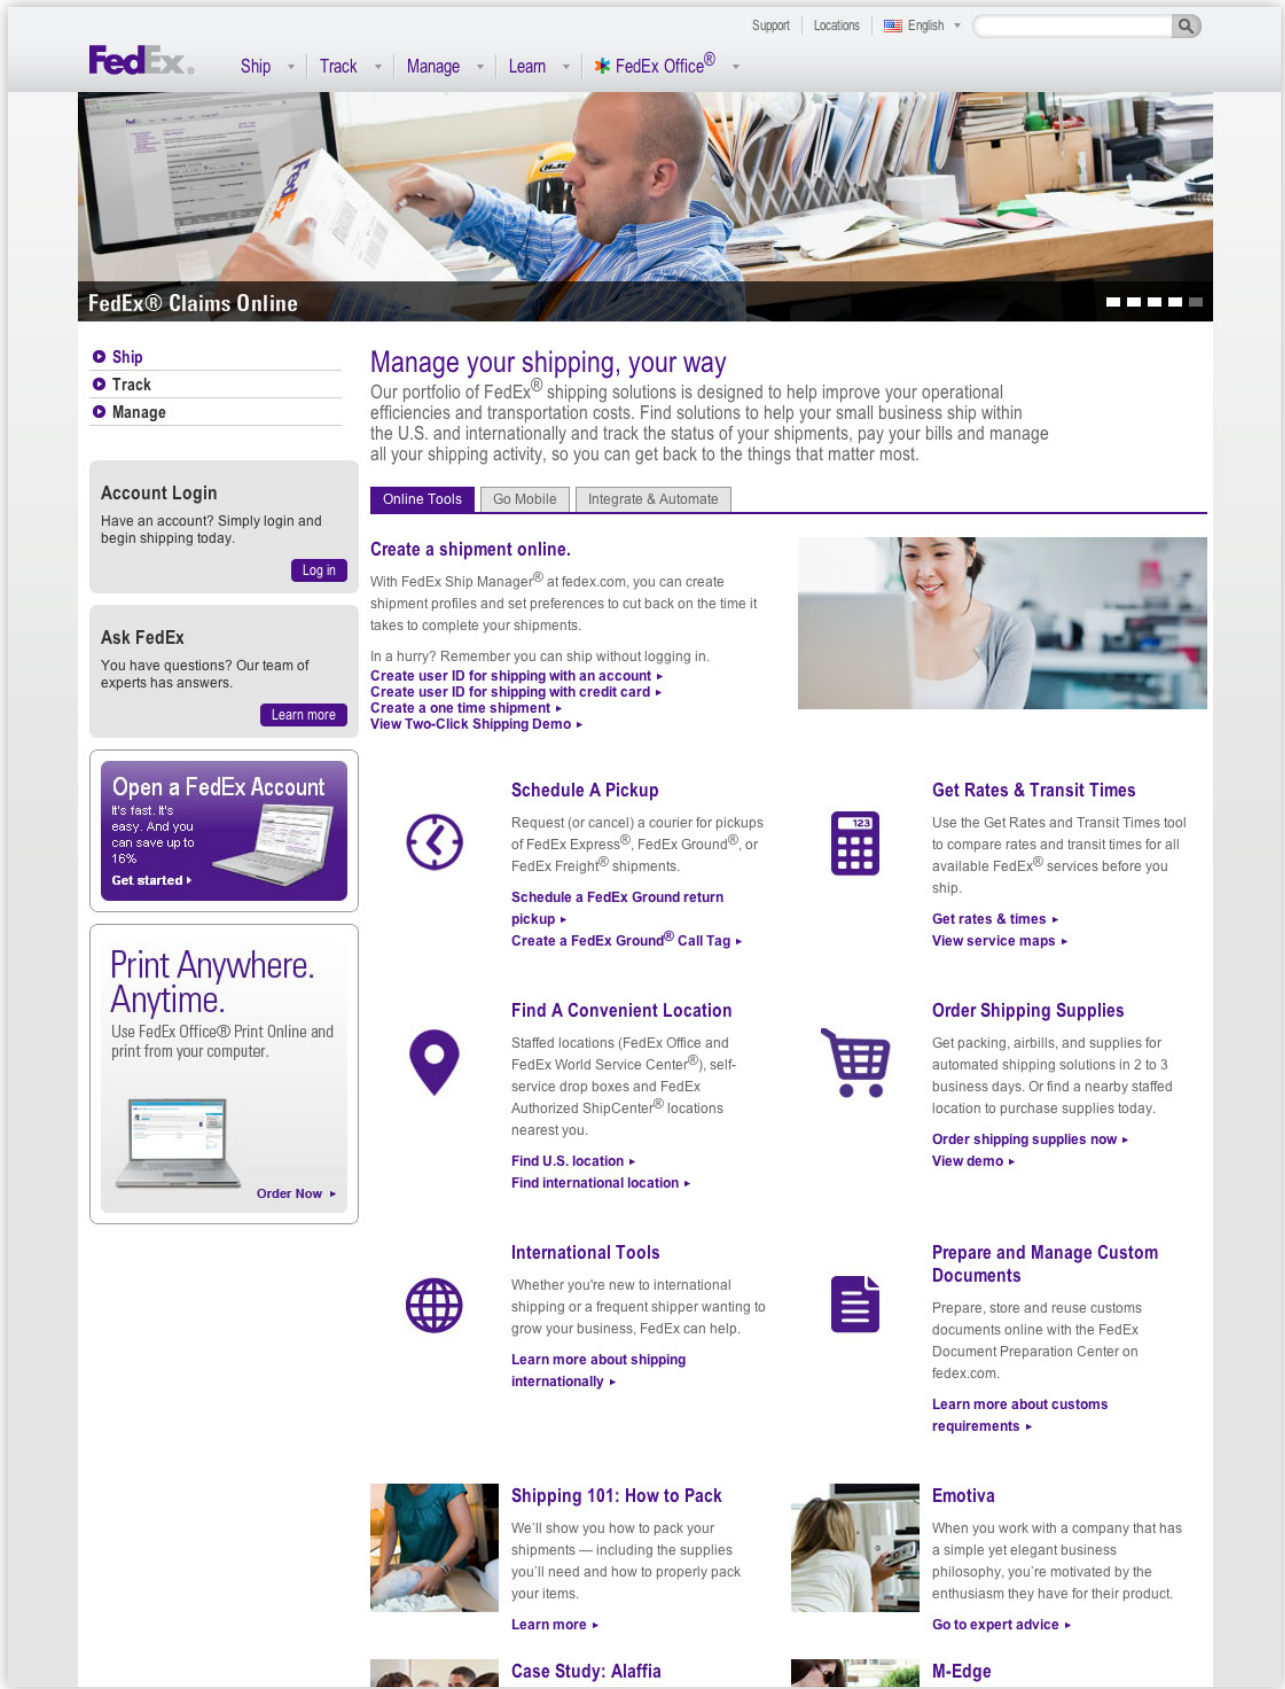 Support
Locations
English
FedEx®
Ship
Track
Manage
Learn
FedEx Office®
FedEx
HJC
FedEx® Claims Online
Ship
Track
Manage
Account Login
Have an account? Simply login and
begin shipping today.
Log in
Ask FedEx
You have questions? Our team of
experts has answers.
Learn more
Open a FedEx Account
It's fast. It's
easy. And you
can save up to
16%
Get started
Print Anywhere.
Anytime.
Use FedEx Office® Print Online and
print from your computer.
Order Now
Manage your shipping, your way
Our portfolio of FedEx® shipping solutions is designed to help improve your operational
efficiencies and transportation costs. Find solutions to help your small business ship within
the U.S. and internationally and track the status of your shipments, pay your bills and manage
all your shipping activity, so you can get back to the things that matter most.
Online Tools
Go Mobile
Integrate & Automate
Create a shipment online.
With FedEx Ship Manager® at fedex.com, you can create
shipment profiles and set preferences to cut back on the time it
takes to complete your shipments.
In a hurry? Remember you can ship without logging in.
Create user ID for shipping with an account
Create user ID for shipping with credit card
Create a one time shipment
View Two-Click Shipping Demo
Schedule A Pickup
Request (or cancel) a courier for pickups
of FedEx Express®, FedEx Ground®, or
FedEx Freight® shipments.
Schedule a FedEx Ground return
pickup
Create a FedEx Ground® Call Tag
123
Get Rates & Transit Times
Use the Get Rates and Transit Times tool
to compare rates and transit times for all
available FedEx® services before you
ship.
Get rates & times
View service maps
Find A Convenient Location
Staffed locations (FedEx Office and
FedEx World Service Center®), self-
service drop boxes and FedEx
Authorized ShipCenter® locations
nearest you.
Find U.S. location
Find international location
Order Shipping Supplies
Get packing, airbills, and supplies for
automated shipping solutions in 2 to 3
business days. Or find a nearby staffed
location to purchase supplies today.
Order shipping supplies now
View demo
International Tools
Whether you're new to international
shipping or a frequent shipper wanting to
grow your business, FedEx can help.
Learn more about shipping
internationally
Prepare and Manage Custom
Documents
Prepare, store and reuse customs
documents online with the FedEx
Document Preparation Center on
fedex.com.
Learn more about customs
requirements
Shipping 101: How to Pack
We'll show you how to pack your
shipments — including the supplies
you'll need and how to properly pack
your items.
Learn more
Emotiva
When you work with a company that has
a simple yet elegant business
philosophy, you're motivated by the
enthusiasm they have for their product.
Go to expert advice
Case Study: Alaffia
M-Edge